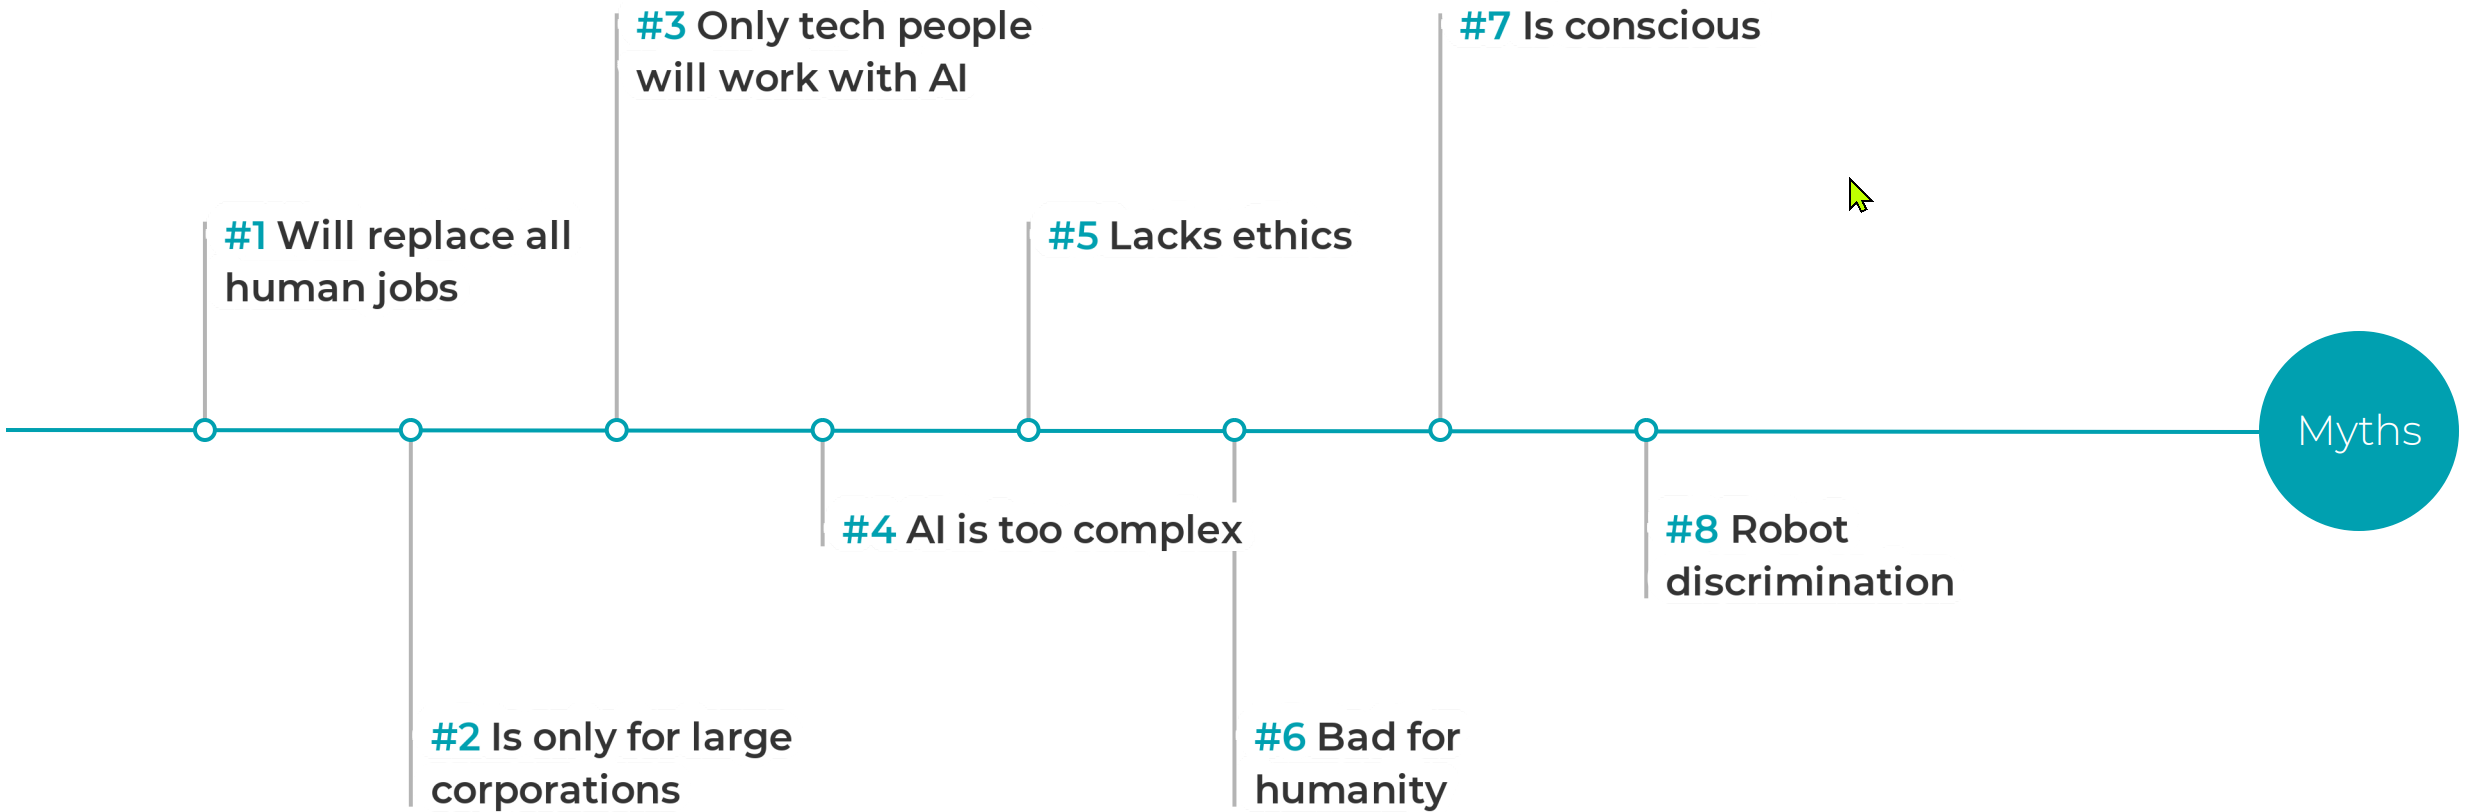 #1 Will replace all
human jobs
#2 Is only for large
corporations
#3 Only tech people
will work with AI
#4 AI is too complex
#5 Lacks ethics
#6 Bad for
humanity
#7 Is conscious
#8 Robot
discrimination
Myths